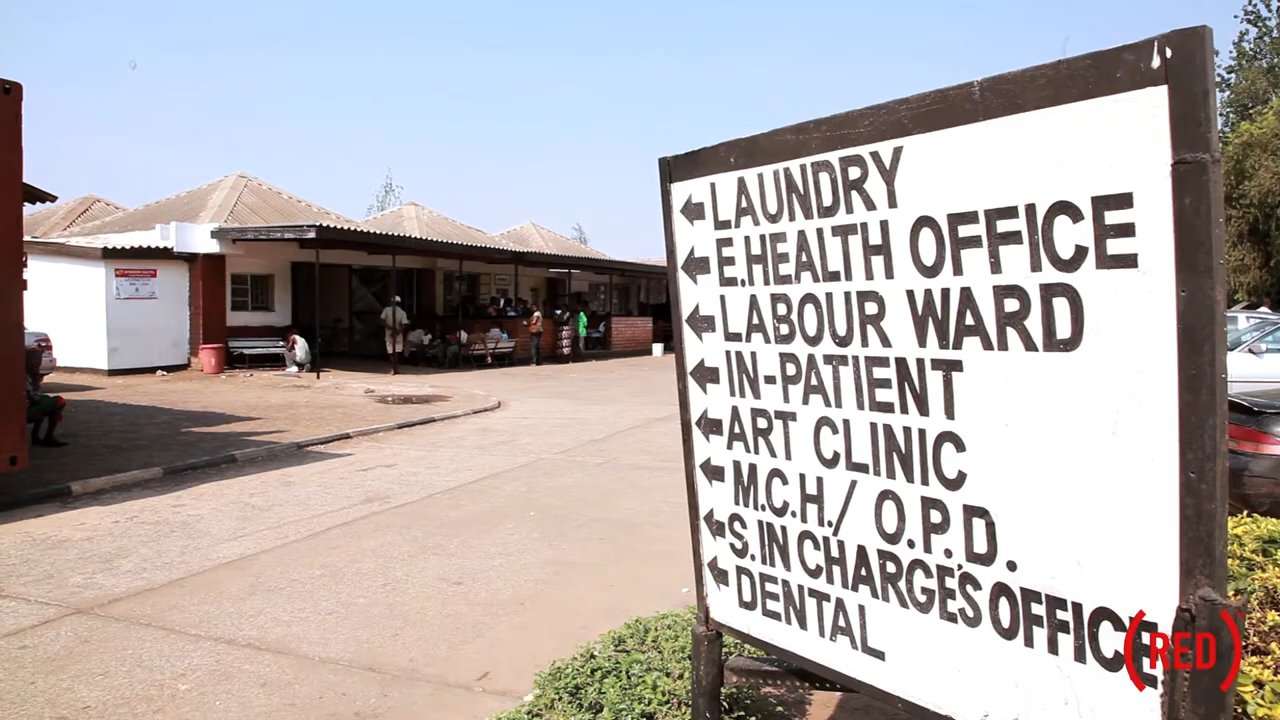 LAUNDRY
E.HEALTH OFFICE
LABOUR WARD
IN-PATIENT
ART CLINIC
M.C.H./ O.P.D.
S. IN CHARGE'S OFFICE
DENTAL
(RED)